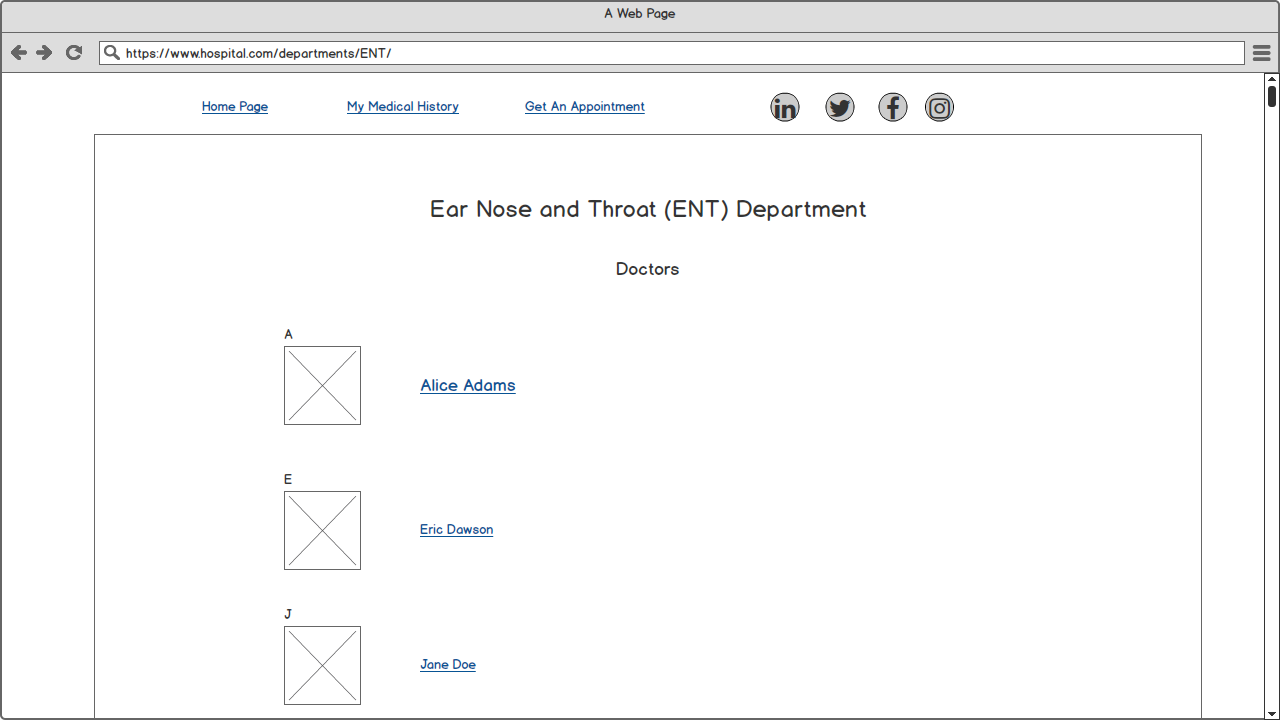 A Web Page
https://www.hospital.com/departments/ENT/
Home Page My Medical History Get An Appointment
Ear Nose and Throat (ENT) Department
Doctors
A
Alice Adams
E
Eric Dawson
J
Jane Doe